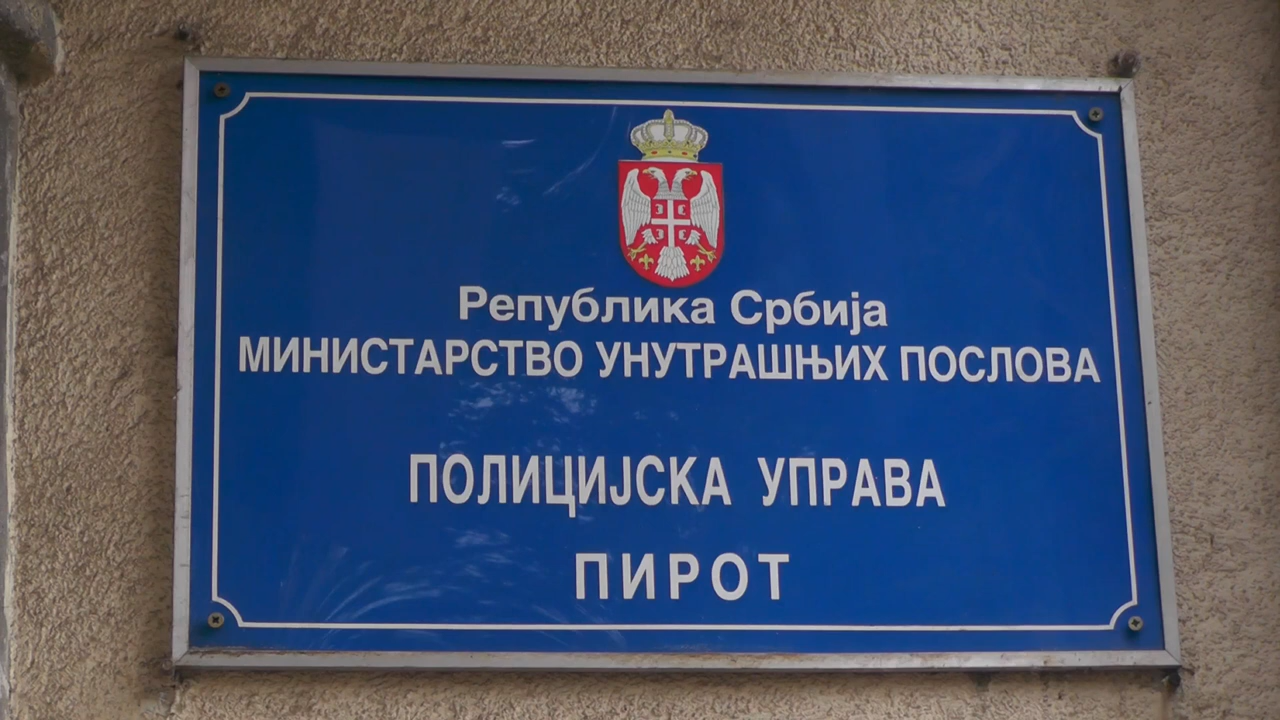 Република Србија
МИНИСТАРСТВО УНУТРАШЊИХ ПОСЛОВА
ПОЛИЦИЈСКА УПРАВА
ПИРОТ